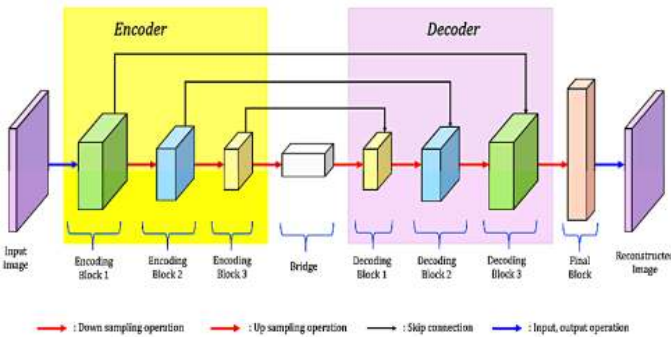 Encoder
Decoder
Input
Image
Encoding
Block 1
Encoding
Block 2
Encoding
Block 3
Bridge
Decoding
Block 1
Decoding
Block 2
Decoding
Block 3
Final
Block
Reconstructe
Image
: Down sampling operation
: Up sampling operation
: Skip connection
: Input, output operation